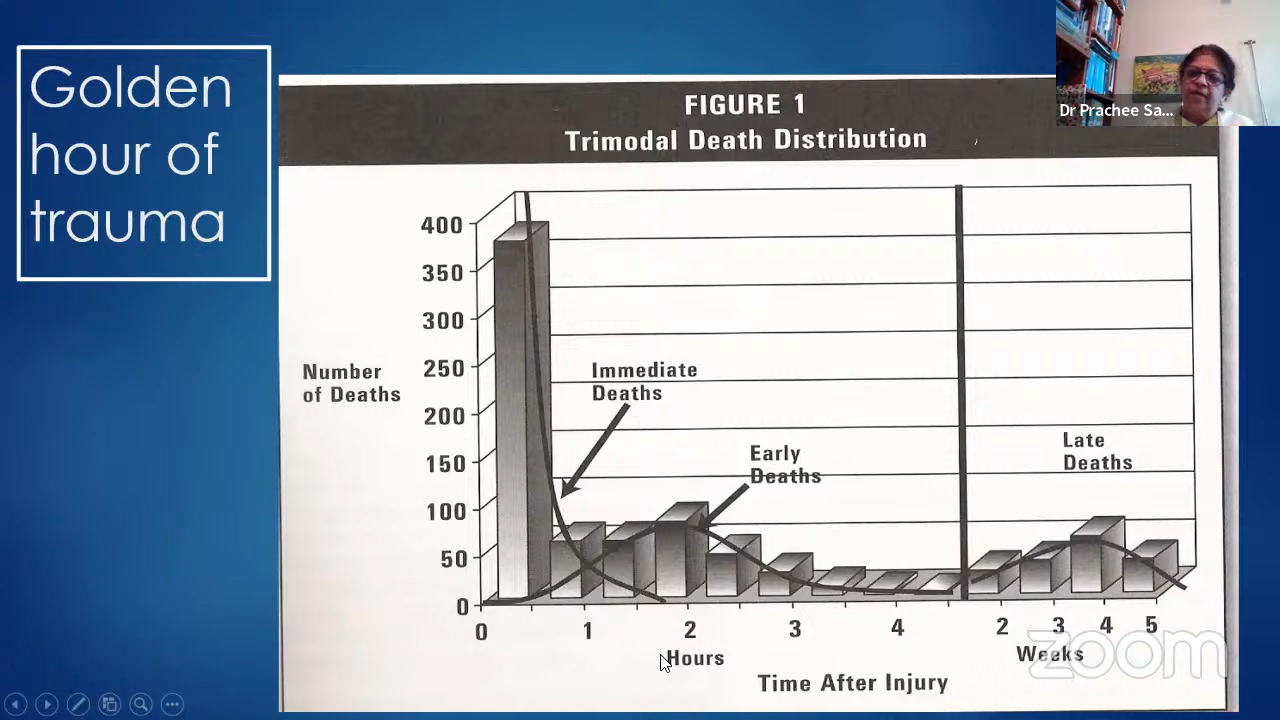 Golden
hour of
trauma
FIGURE 1
Trimodal Death Distribution
Dr Prachee Sa...
400
350
300
250
200
150
100
50
0
Number
of Deaths
Immediate
Deaths
Early
Deaths
Late
Deaths
0 1 2 3 4 2 3 4 5
Hours Weeks
Time After Injury
zoom